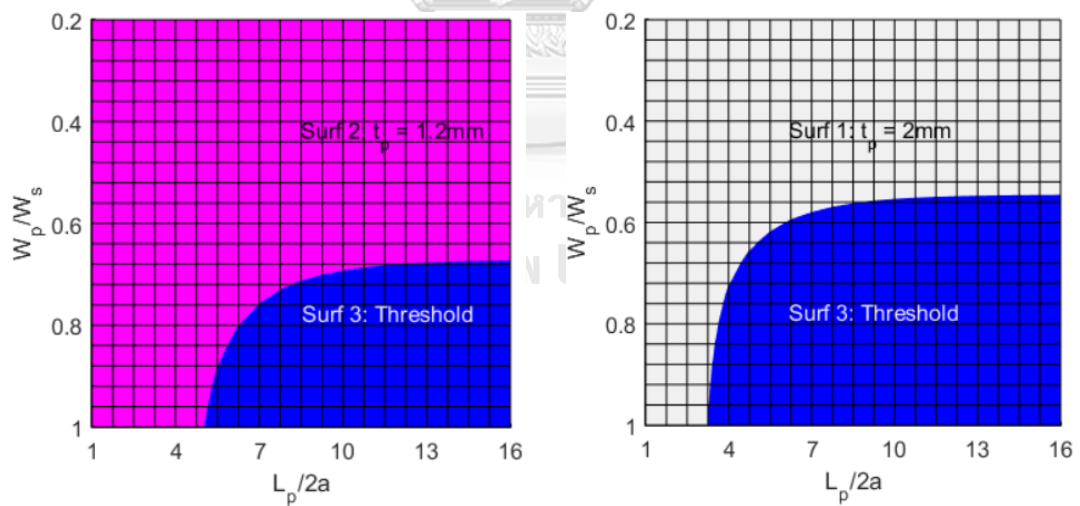 0.2
0.4
0.6
0.8
1
W_p/W_s
Surf 2: t_p = 1.2mm
Surf 3: Threshold
1 4 7 10 13 16
L_p/2a
0.2
0.4
0.6
0.8
1
W_p/W_s
Surf 1: t_p = 2mm
Surf 3: Threshold
1 4 7 10 13 16
L_p/2a